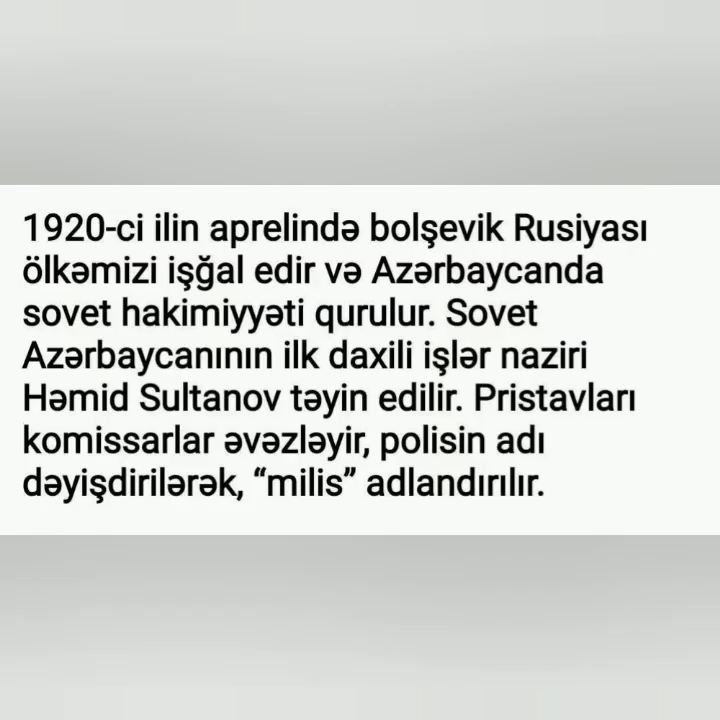 1920-ci ilin aprelində bolşevik Rusiyası
ölkəmizi işğal edir və Azərbaycanda
sovet hakimiyyəti qurulur. Sovet
Azərbaycanının ilk daxili işlər naziri
Həmid Sultanov təyin edilir. Pristavları
komissarlar əvəzləyir, polisin adı
dəyişdirilərək, “milis” adlandırılır.